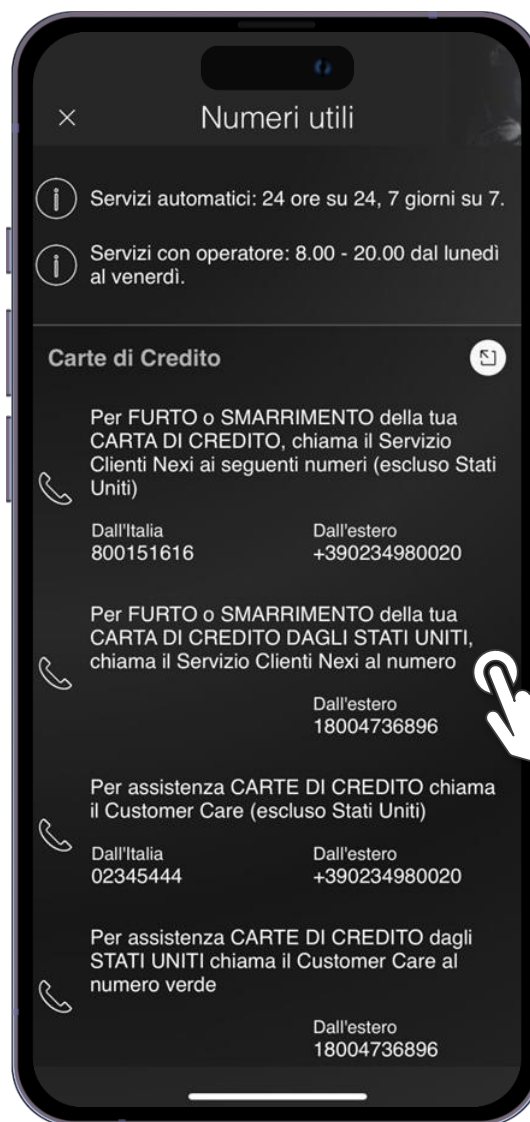 Numeri utili
Servizi automatici: 24 ore su 24, 7 giorni su 7.
Servizi con operatore: 8.00 - 20.00 dal lunedì
al venerdì.
Carte di Credito
Per FURTO o SMARRIMENTO della tua
CARTA DI CREDITO, chiama il Servizio
Clienti Nexi ai seguenti numeri (escluso Stati
Uniti)
Dall'Italia Dall'estero
800151616 +390234980020
Per FURTO o SMARRIMENTO della tua
CARTA DI CREDITO DAGLI STATI UNITI,
chiama il Servizio Clienti Nexi al numero
Dall'estero
18004736896
Per assistenza CARTE DI CREDITO chiama
il Customer Care (escluso Stati Uniti)
Dall'Italia Dall'estero
02345444 +390234980020
Per assistenza CARTE DI CREDITO dagli
STATI UNITI chiama il Customer Care al
numero verde
Dall'estero
18004736896